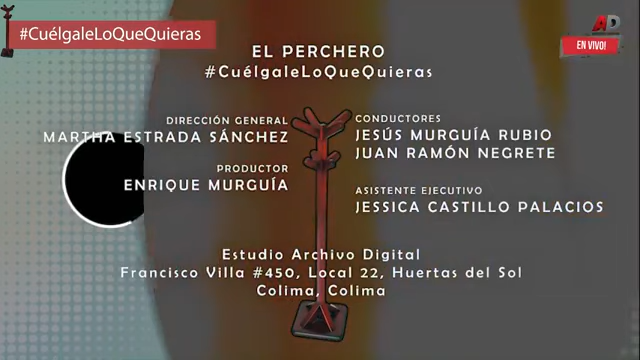 #CuélgaleLoQueQuieras
AD
EN VIVO!
EL PERCHERO
#CuélgaleLoQueQuieras
DIRECCIÓN GENERAL
MARTHA ESTRADA SÁNCHEZ
PRODUCTOR
ENRIQUE MURGUÍA
CONDUCTORES
JESÚS MURGUÍA RUBIO
JUAN RAMÓN NEGRETE
ASISTENTE EJECUTIVO
JESSICA CASTILLO PALACIOS
Estudio Archivo Digital
Francisco Villa #450, Local 22, Huertas del Sol
Colima, Colima